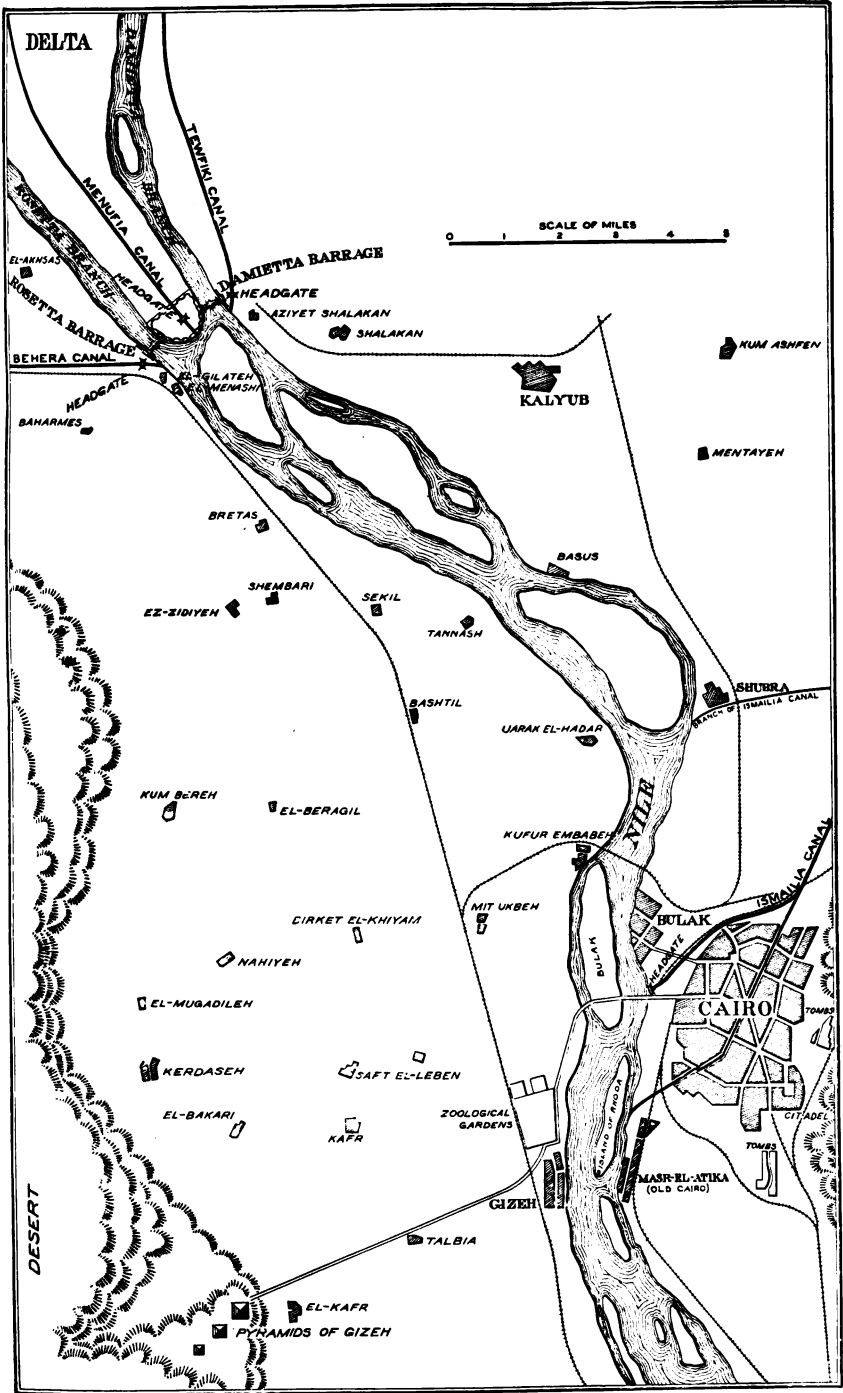 DELTA
DAMIETTA
BRANCH
TEWFIKI CANAL
MENUFIA CANAL
ROSETTA BRANCH
EL-AKHSAS
HEADGATE
DAMIETTA BARRAGE
HEADGATE
ROSETTA BARRAGE
SCALE OF MILES
0 1 2 3 4 5
AZIYET SHALAKAN
SHALAKAN
KUM ASHFEN
BEHERA CANAL
HEADGATE
EL-GILATEH
EL-MENASHI
KALYUB
BAHARMES
MENTAYEH
BRETAS
BASUS
SHEMBARI
EZ-ZIDIYEH
SEKIL
TANNASH
SHUBRA
BRANCH OF ISMAILIA CANAL
BASHTIL
UARAK EL-HADAR
NILE
KUM BEREH
EL-BERAGIL
KUFUR EMBABEH
ISMAILIA CANAL
MIT UKBEH
BULAK
CIRKET EL-KHIYAM
BULAK
HEADGATE
NAHIYEH
EL-MUGADILEH
CAIRO
TOMBS
KERDASEH
SAFT EL-LEBEN
EL-BAKARI
KAFR
ZOOLOGICAL
GARDENS
ISLAND OF RHODA
CITADEL
TOMBS
MASR-EL-ATIKA
(OLD CAIRO)
GIZEH
DESERT
TALBIA
EL-KAFR
PYRAMIDS OF GIZEH